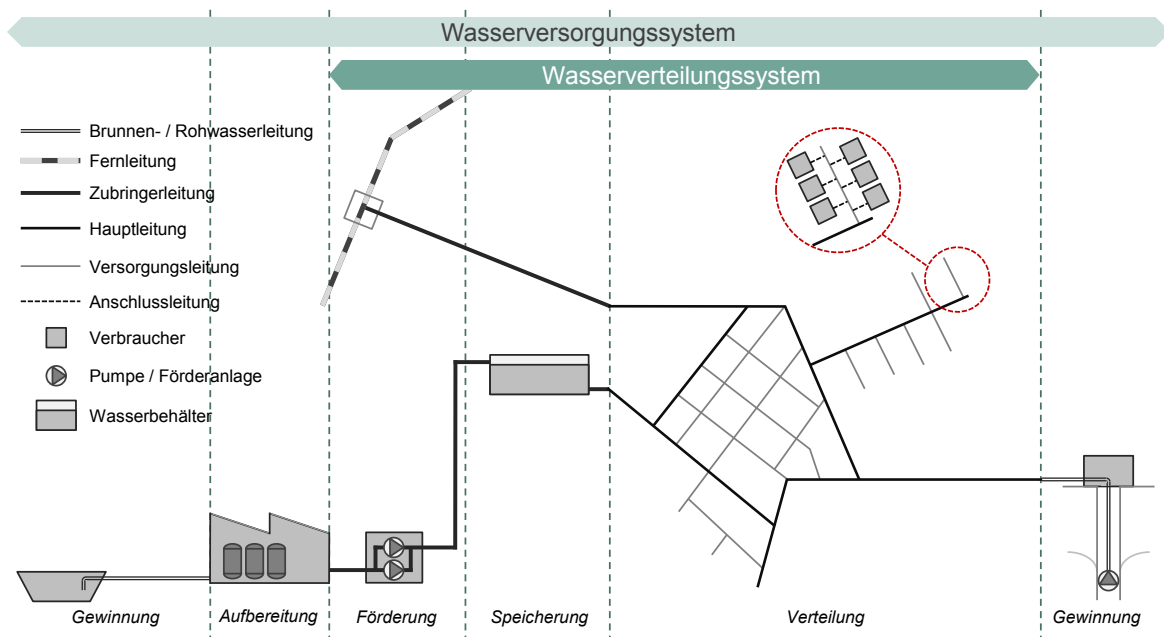 Wasserversorgungssystem
Wasserverteilungssystem
Brunnen- / Rohwasserleitung
Fernleitung
Zubringerleitung
Hauptleitung
Versorgungsleitung
Anschlussleitung
Verbraucher
Pumpe / Förderanlage
Wasserbehälter
Gewinnung
Aufbereitung
Förderung
Speicherung
Verteilung
Gewinnung